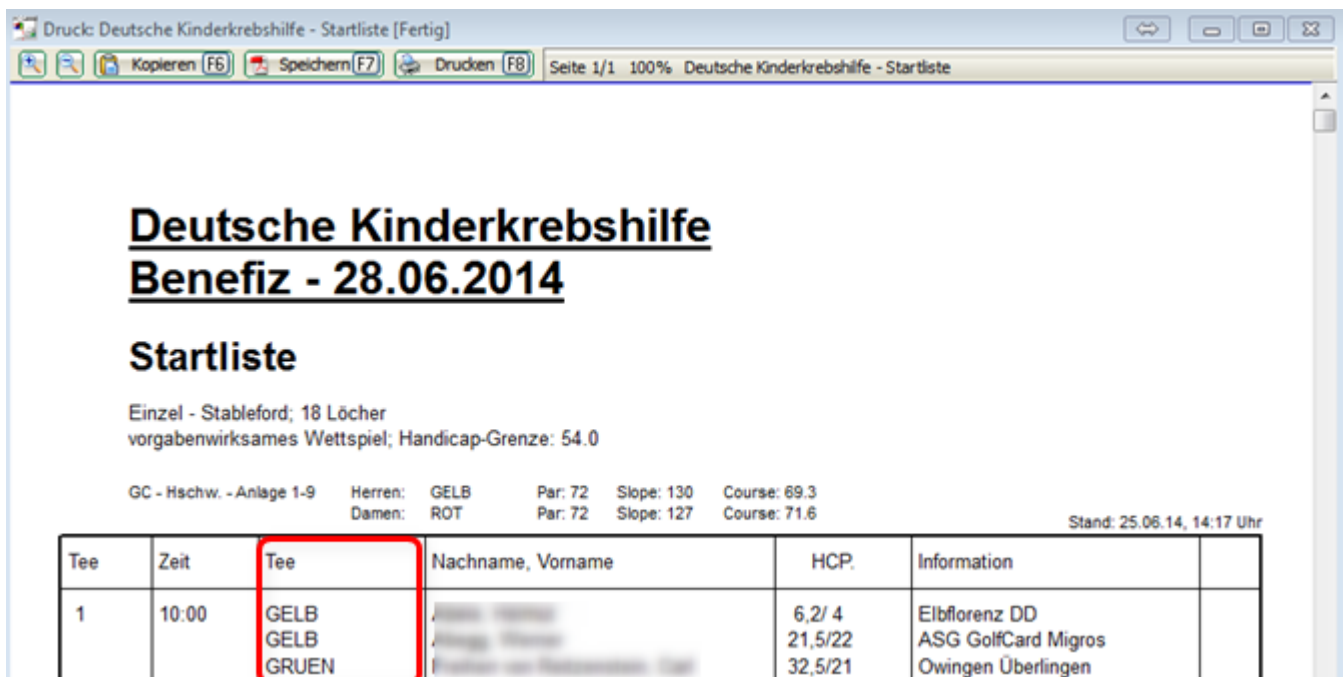 Druck: Deutsche Kinderkrebshilfe - Startliste [Fertig]
Kopieren F6 Speichern F7 Drucken F8 Seite 1/1 100% Deutsche Kinderkrebshilfe - Startliste
Deutsche Kinderkrebshilfe
Benefiz - 28.06.2014
Startliste
Einzel - Stableford; 18 Löcher
vorgabenwirksames Wettspiel; Handicap-Grenze: 54.0
GC - Hschw. - Anlage 1-9 Herren: GELB Par: 72 Slope: 130 Course: 69.3
Damen: ROT Par: 72 Slope: 127 Course: 71.6
Stand: 25.06.14, 14:17 Uhr
Tee Zeit Tee Nachname, Vorname HCP. Information
1 10:00 GELB 6,2/ 4 Elbflorenz DD
GELB 21,5/22 ASG GolfCard Migros
GRUEN 32,5/21 Owingen Überlingen